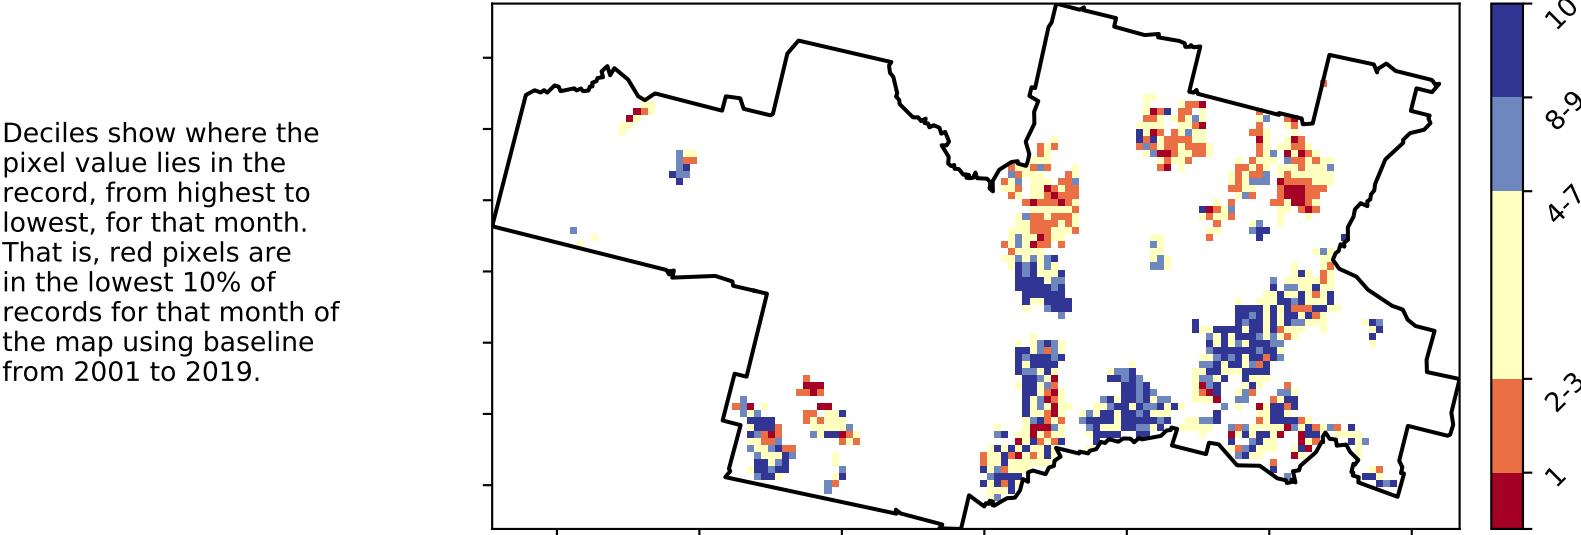 Deciles show where the
pixel value lies in the
record, from highest to
lowest, for that month.
That is, red pixels are
in the lowest 10% of
records for that month of
the map using baseline
from 2001 to 2019.
10
8-9
4-7
2-3
1